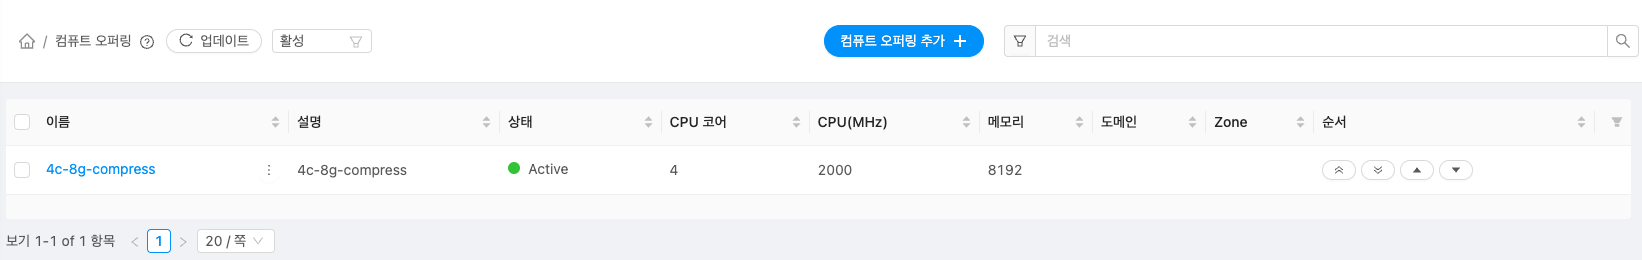 / 컴퓨트 오퍼링 업데이트 활성 컴퓨트 오퍼링 추가 + 검색
이름 설명 상태 CPU 코어 CPU(MHz) 메모리 도메인 Zone 순서
4c-8g-compress 4c-8g-compress Active 4 2000 8192
보기 1-1 of 1 항목 < 1 > 20 / 쪽